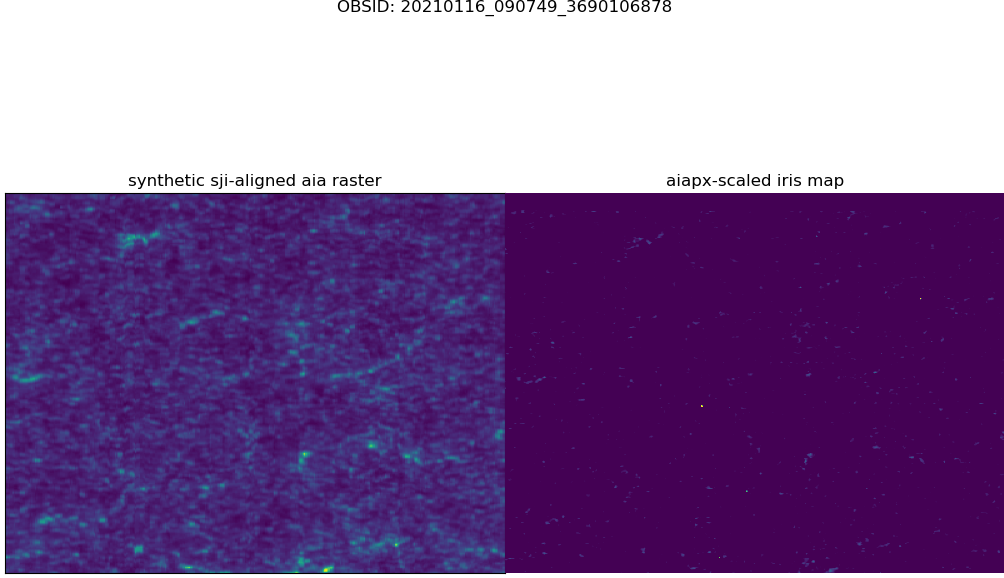 OBSID: 20210116_090749_3690106878
synthetic sji-aligned aia raster
aiapx-scaled iris map